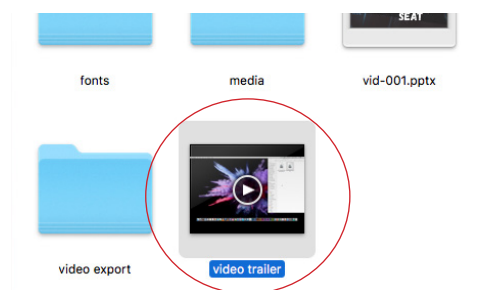 SEAT
fonts
media
vid-001.pptx
video export
video trailer